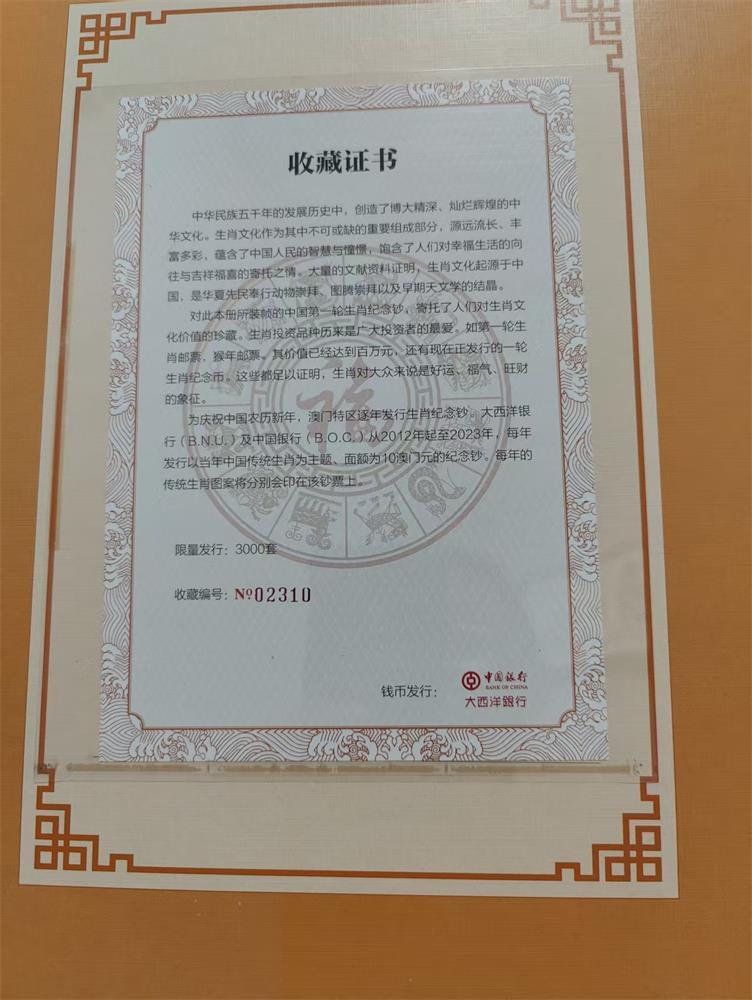 收藏证书
中华民族五千年的发展历史中，创造了博大精深、灿烂辉煌的中
华文化。生肖文化作为其中不可或缺的重要组成部分，源远流长、丰
富多彩，蕴含了中国人民的智慧与憧憬，饱含了人们对幸福生活的向
往与吉祥福喜的寄托之情。大量的文献资料证明，生肖文化起源于中
国，是华夏先民奉行动物崇拜、图腾崇拜以及早期天文学的结晶。
对此本册所装帧的中国第一轮生肖纪念钞，寄托了人们对生肖文
化价值的珍藏。生肖投资品种历来是广大投资者的最爱。如第一轮生
肖邮票，猴年邮票。其价值已经达到百万元，还有现在正发行的一轮
生肖纪念币。这些都足以证明，生肖对大众来说是好运、福气、旺财
的象征。
为庆祝中国农历新年，澳门特区逐年发行生肖纪念钞。大西洋银
行（B.N.U.）及中国银行（B.O.C.）从2012年起至2023年，每年
发行以当年中国传统生肖为主题、面额为10澳门元的纪念钞。每年的
传统生肖图案将分别会印在该钞票上。
福
限量发行：3000套
收藏编号：Nº02310
钱币发行：
中国银行
BANK OF CHINA
大西洋銀行